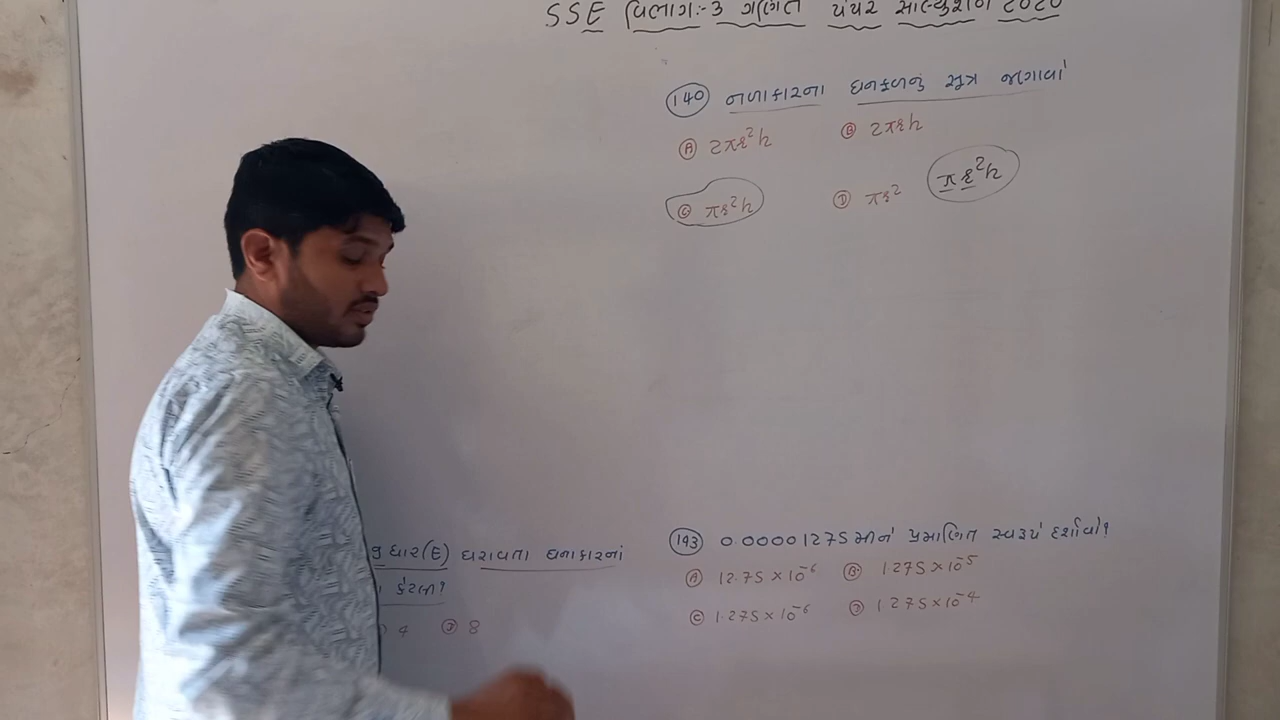 SSE વિભાગ:-3 ગણિત પેપર સોલ્યુશન 2020
140 નળાકારના ઘનફળનું સૂત્ર જણાવો
A 2πr²h B 2πrh
C πr²h D πr² πr²h
ધાર(E) ધરાવતા ઘનાકારનાં
કેટલી?
4 D 8
143 0.00001275 મીને પ્રમાણિત સ્વરૂપે દર્શાવો?
A 12.75 × 10⁻⁶ B 1.275 × 10⁻⁵
C 1.275 × 10⁻⁶ D 1275 × 10⁻⁴